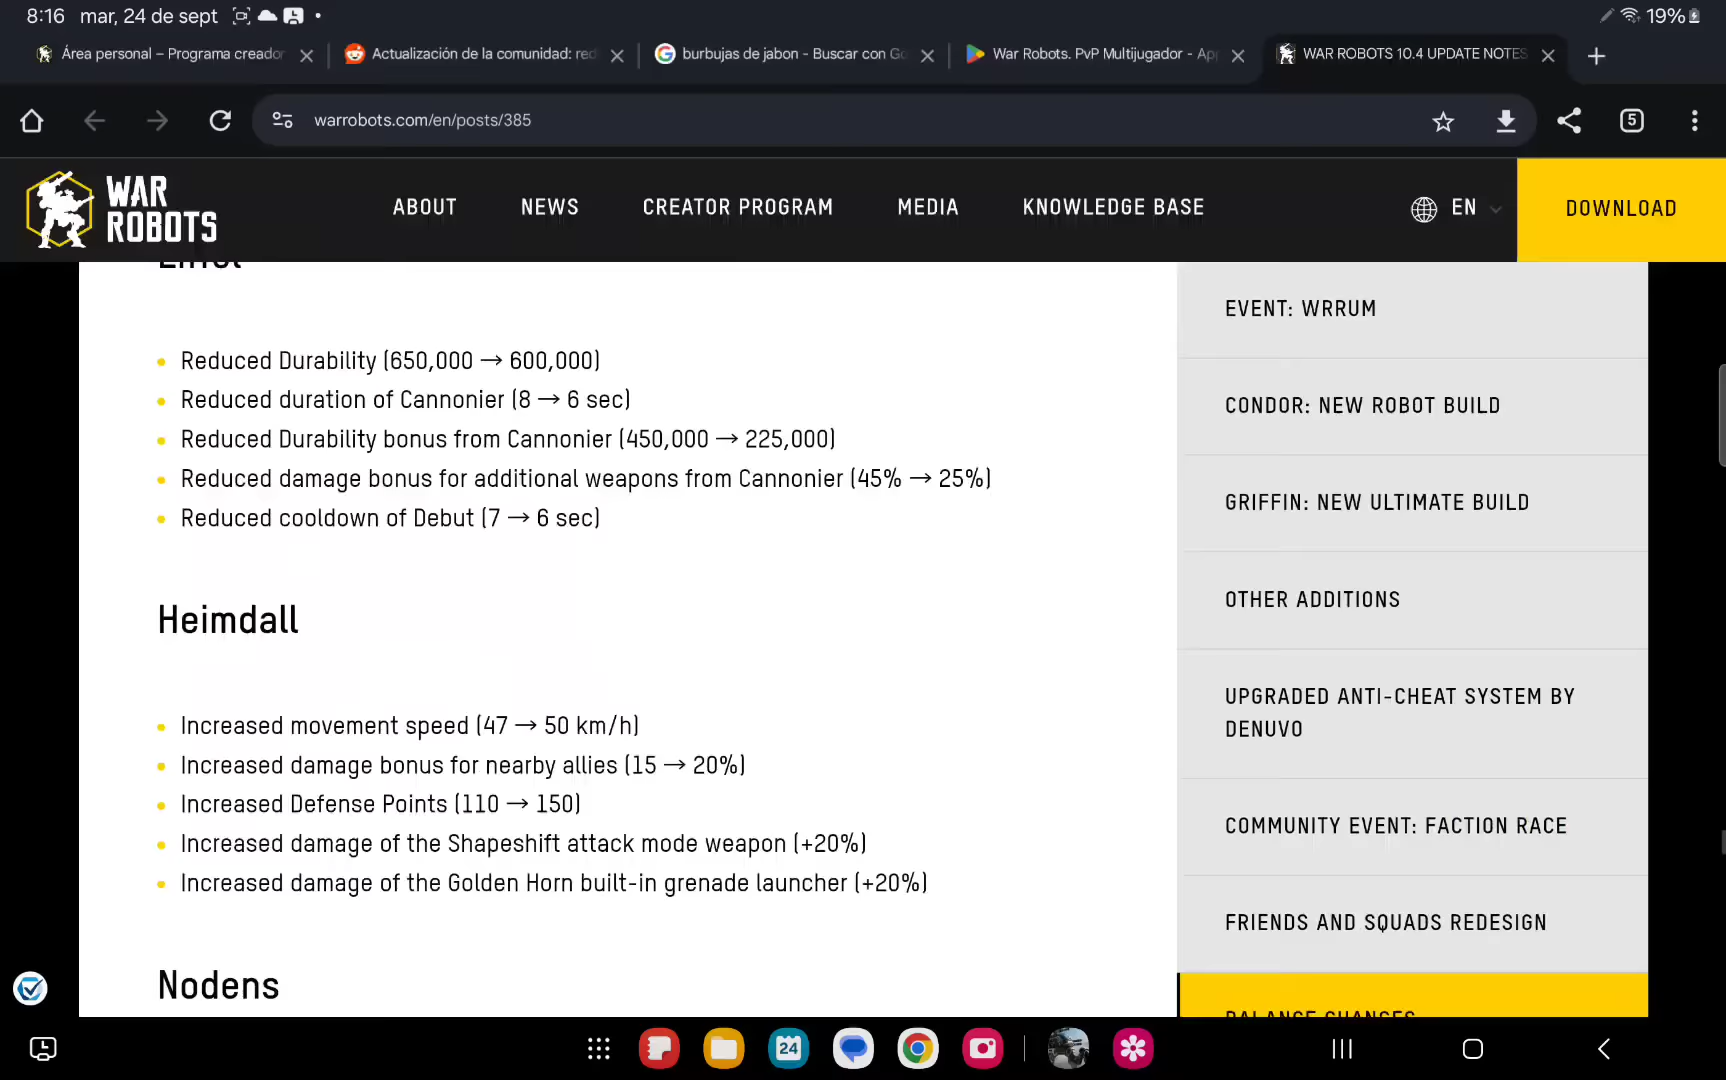 8:16 mar, 24 de sept
19%
Área personal – Programa creador
Actualización de la comunidad: red
burbujas de jabon - Buscar con Go
War Robots. PvP Multijugador - Ap
WAR ROBOTS 10.4 UPDATE NOTES
warrobots.com/en/posts/385
5
WAR
ROBOTS
ABOUT
NEWS
CREATOR PROGRAM
MEDIA
KNOWLEDGE BASE
EN
DOWNLOAD
Reduced Durability (650,000 → 600,000)
Reduced duration of Cannonier (8 → 6 sec)
Reduced Durability bonus from Cannonier (450,000 → 225,000)
Reduced damage bonus for additional weapons from Cannonier (45% → 25%)
Reduced cooldown of Debut (7 → 6 sec)
Heimdall
Increased movement speed (47 → 50 km/h)
Increased damage bonus for nearby allies (15 → 20%)
Increased Defense Points (110 → 150)
Increased damage of the Shapeshift attack mode weapon (+20%)
Increased damage of the Golden Horn built-in grenade launcher (+20%)
Nodens
EVENT: WRRUM
CONDOR: NEW ROBOT BUILD
GRIFFIN: NEW ULTIMATE BUILD
OTHER ADDITIONS
UPGRADED ANTI-CHEAT SYSTEM BY
DENUVO
COMMUNITY EVENT: FACTION RACE
FRIENDS AND SQUADS REDESIGN
BALANCE CHANGES
24